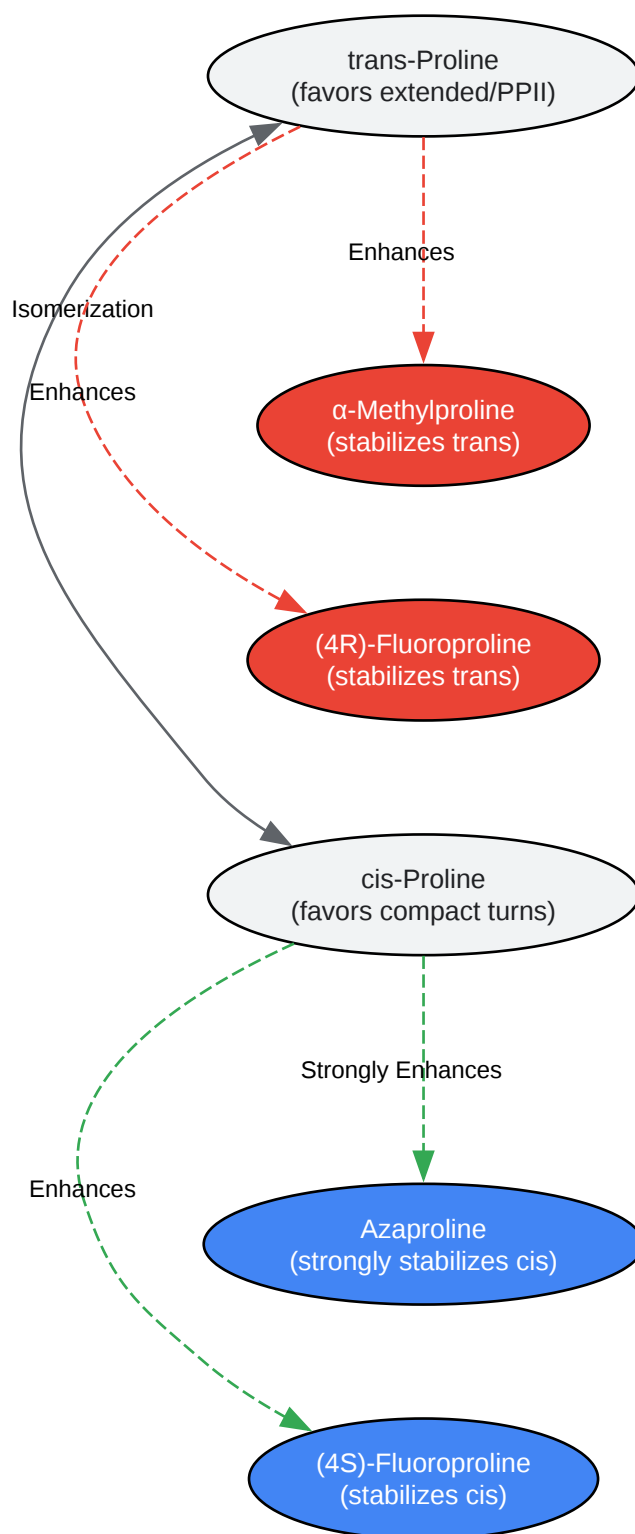 trans-Proline
(favors extended/PPII)
Enhances
Isomerization
Enhances
α-Methylproline
(stabilizes trans)
(4R)-Fluoroproline
(stabilizes trans)
cis-Proline
(favors compact turns)
Strongly Enhances
Enhances
Azaproline
(strongly stabilizes cis)
(4S)-Fluoroproline
(stabilizes cis)